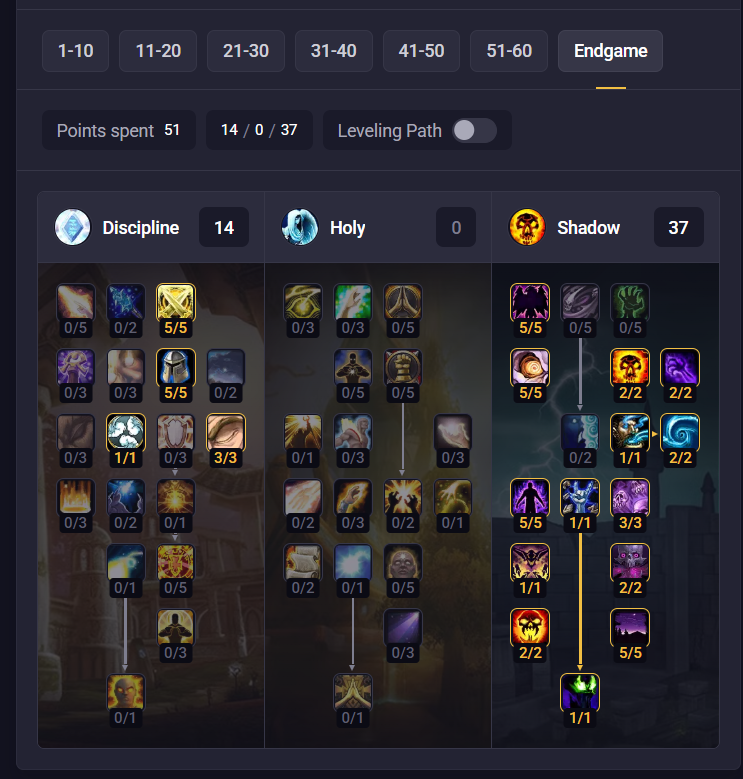 1-10 11-20 21-30 31-40 41-50 51-60 Endgame
Points spent 51 14 / 0 / 37 Leveling Path
Discipline 14 Holy 0 Shadow 37
0/5 0/2 5/5 0/3 0/3 0/5 5/5 0/5 0/5
0/3 0/3 5/5 0/2 0/5 0/5 5/5 2/2 2/2
0/3 1/1 0/3 3/3 0/1 0/3 0/3 0/2 1/1 2/2
0/3 0/2 0/1 0/2 0/3 0/2 0/1 5/5 1/1 3/3
0/1 0/5 0/2 0/1 0/5 1/1 2/2
0/3 0/3 2/2 5/5
0/1 0/1 1/1